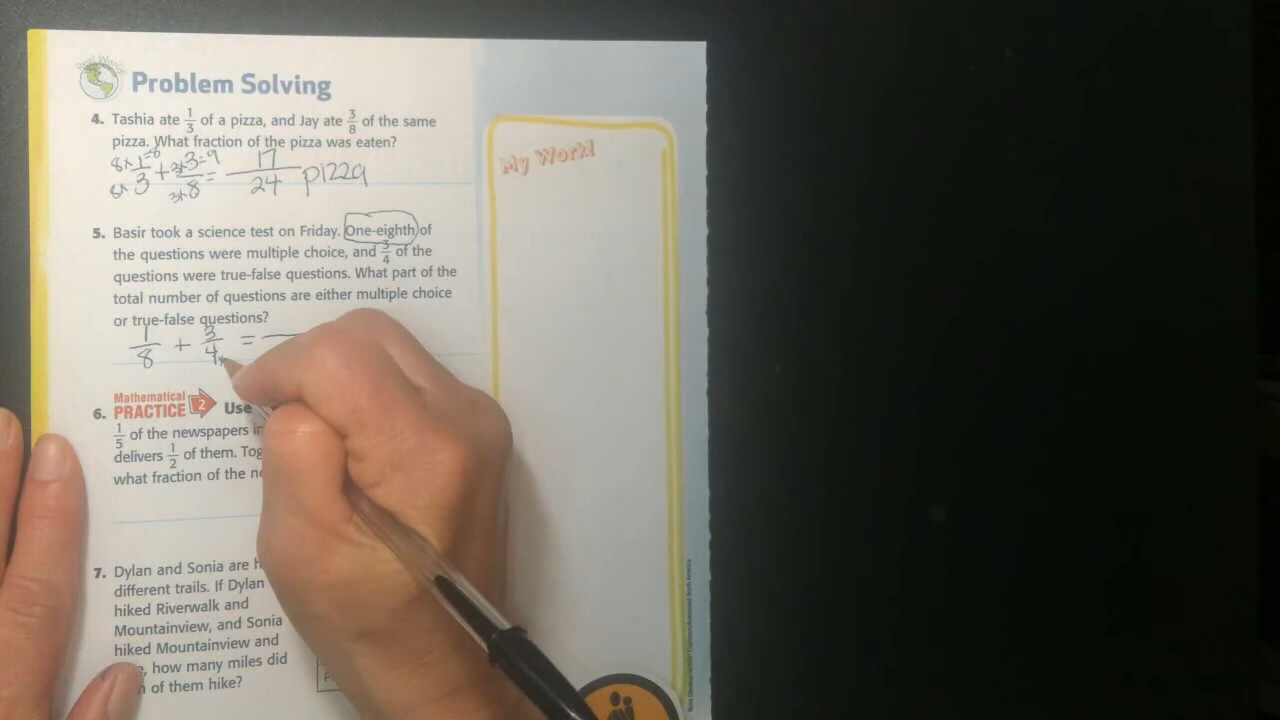 Problem Solving
4. Tashia ate 1/3 of a pizza, and Jay ate 3/8 of the same
pizza. What fraction of the pizza was eaten?
8x1=8 3x3=9 17
3 + 8 = 24 pizza
8x 3x
5. Basir took a science test on Friday. One-eighth of
the questions were multiple choice, and 3/4 of the
questions were true-false questions. What part of the
total number of questions are either multiple choice
or true-false questions?
1/8 + 3/4 =
6. Mathematical
PRACTICE 2 Use
1/5 of the newspapers in
delivers 1/2 of them.
what fraction of the
7. Dylan and Sonia are
different trails. If Dylan
hiked Riverwalk and
Mountainview, and Sonia
hiked Mountainview and
, how many miles did
of them hike?
My Work!